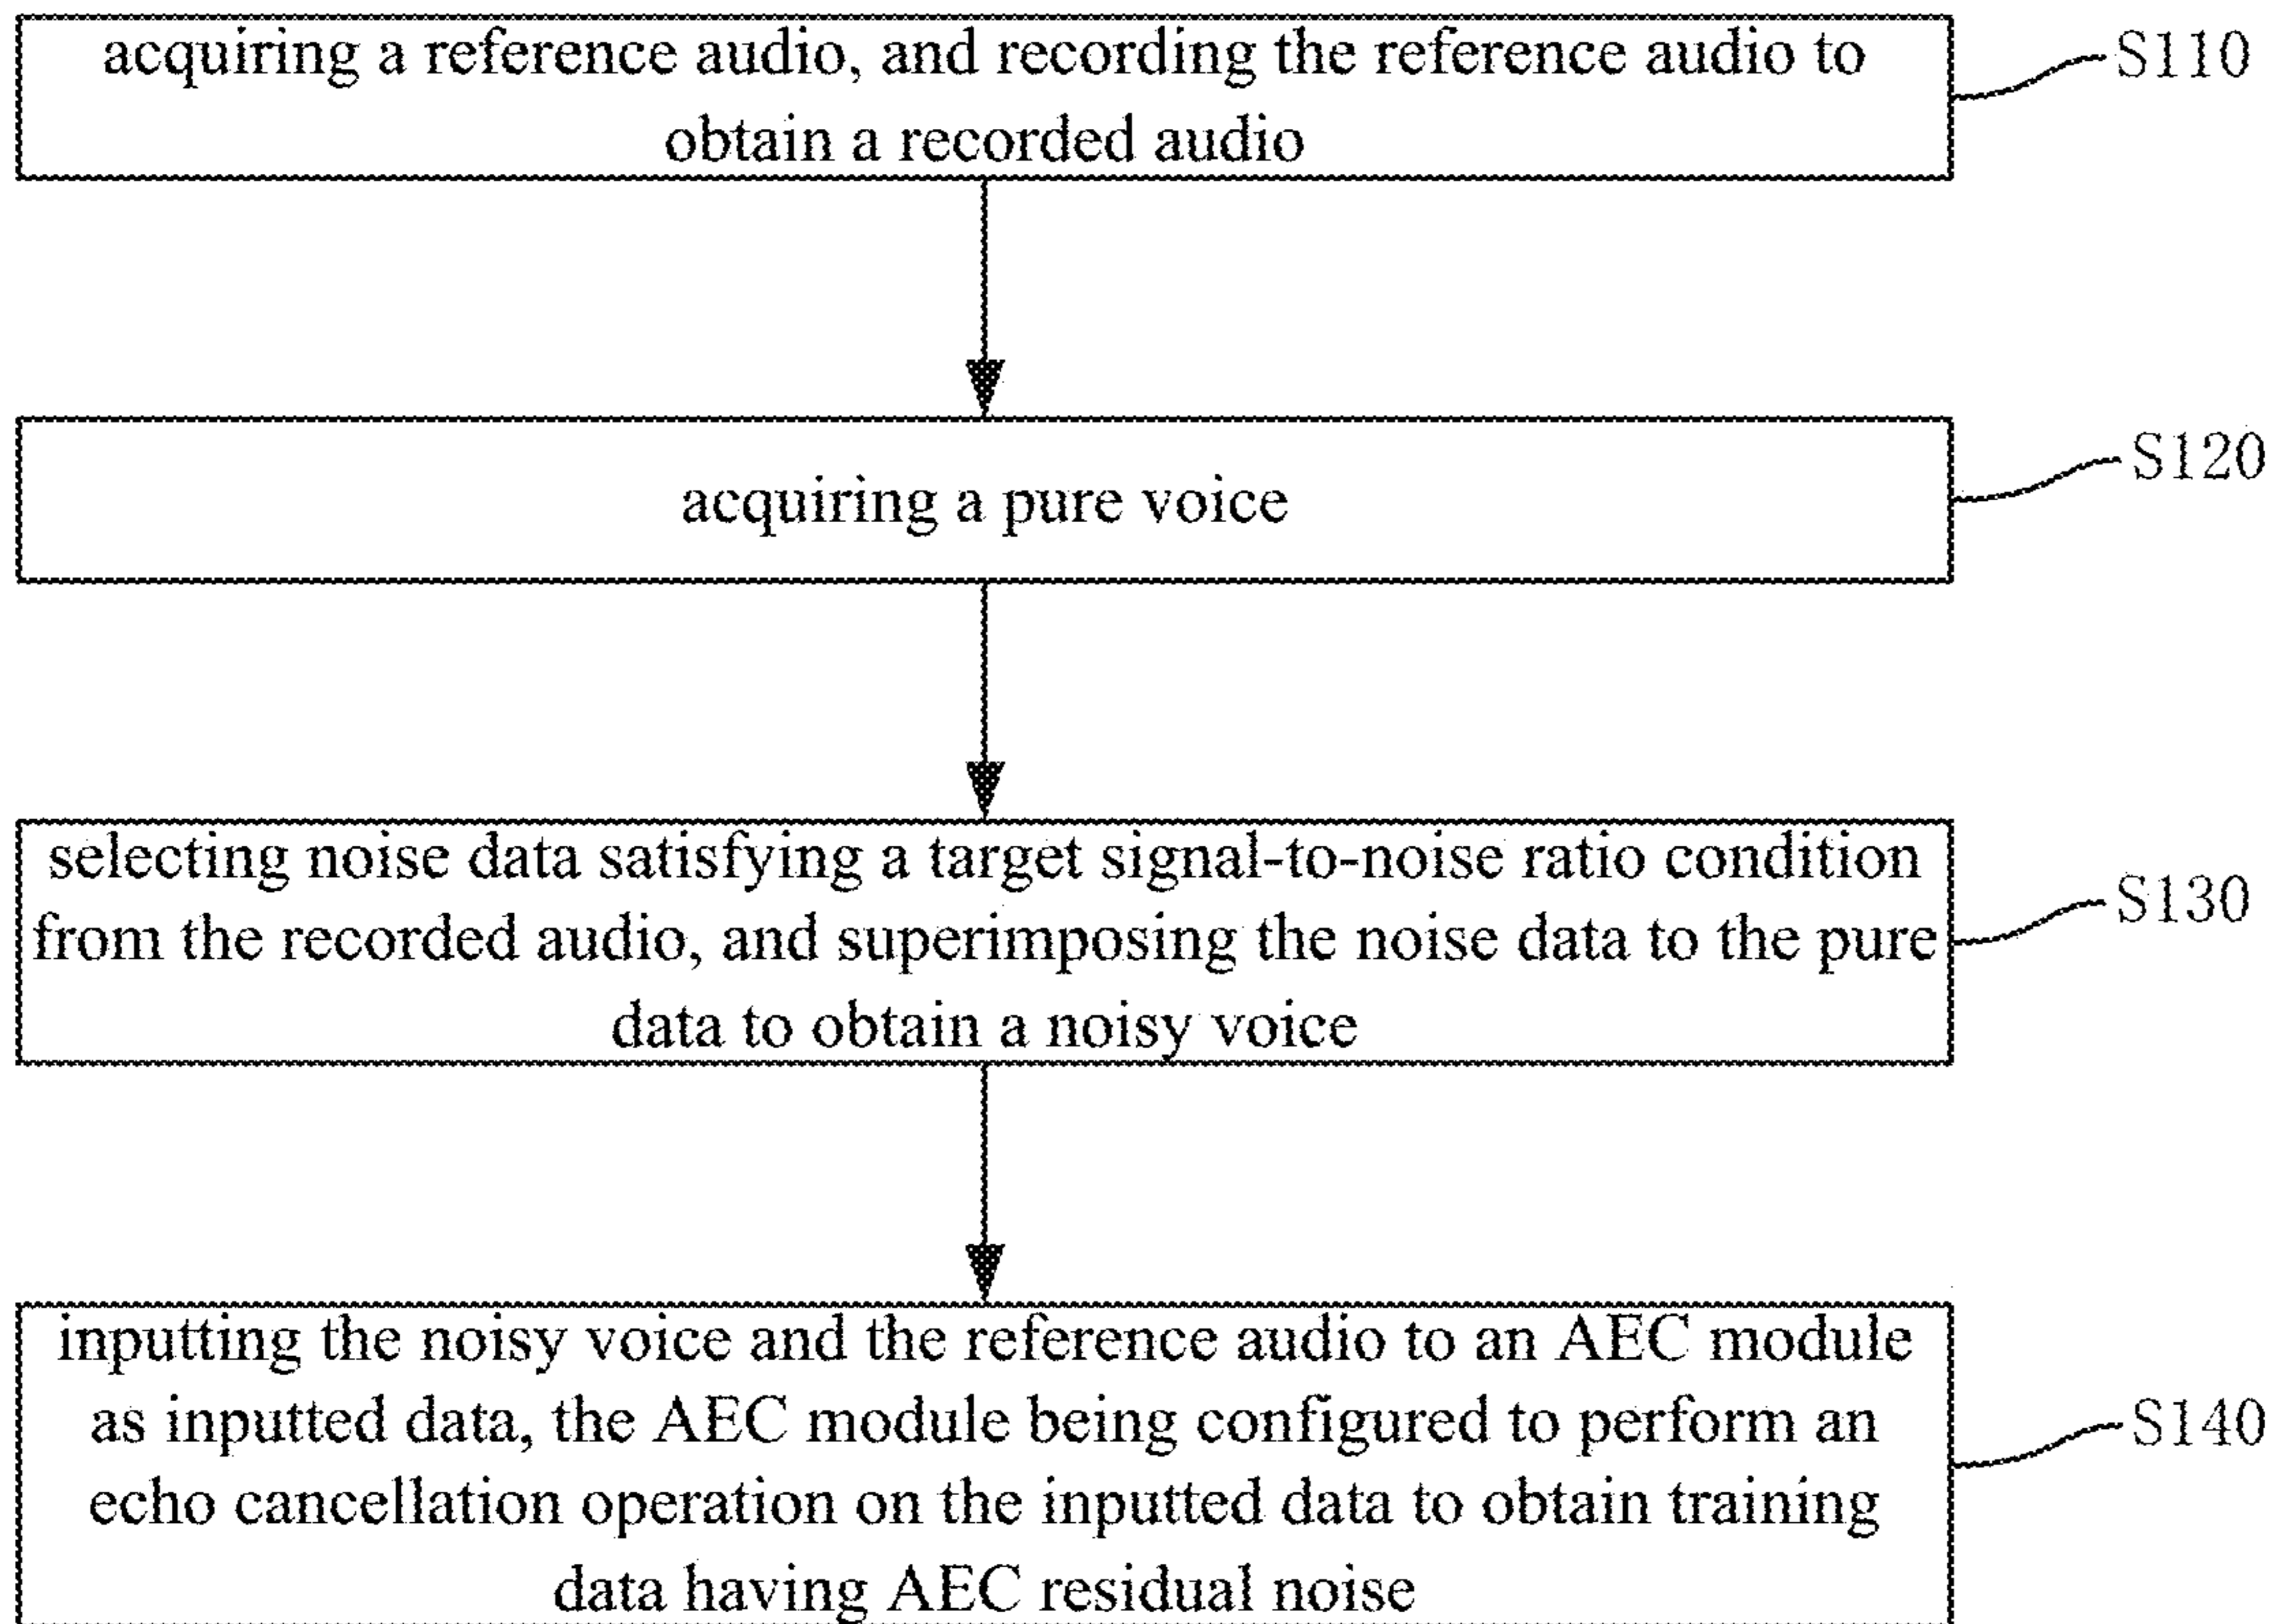 acquiring a reference audio, and recording the reference audio to
obtain a recorded audio
S110
acquiring a pure voice
S120
selecting noise data satisfying a target signal-to-noise ratio condition
from the recorded audio, and superimposing the noise data to the pure
data to obtain a noisy voice
S130
inputting the noisy voice and the reference audio to an AEC module
as inputted data, the AEC module being configured to perform an
echo cancellation operation on the inputted data to obtain training
data having AEC residual noise
S140